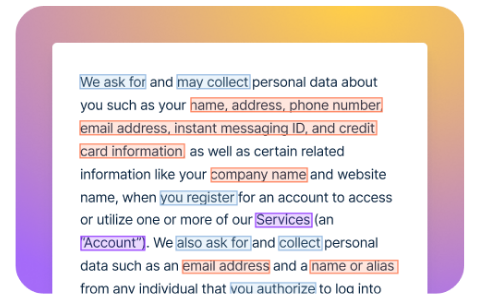 We ask for and may collect personal data about
you such as your name, address, phone number,
email address, instant messaging ID, and credit
card information as well as certain related
information like your company name and website
name, when you register for an account to access
or utilize one or more of our Services (an
“Account”). We also ask for and collect personal
data such as an email address and a name or alias
from any individual that you authorize to log into